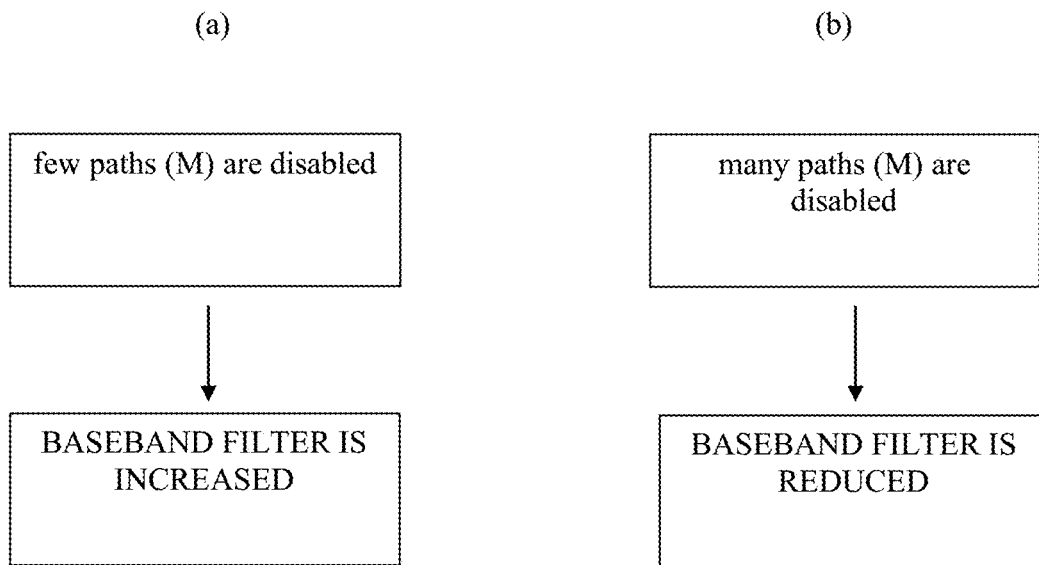 (a)
few paths (M) are disabled
BASEBAND FILTER IS
INCREASED
(b)
many paths (M) are
disabled
BASEBAND FILTER IS
REDUCED